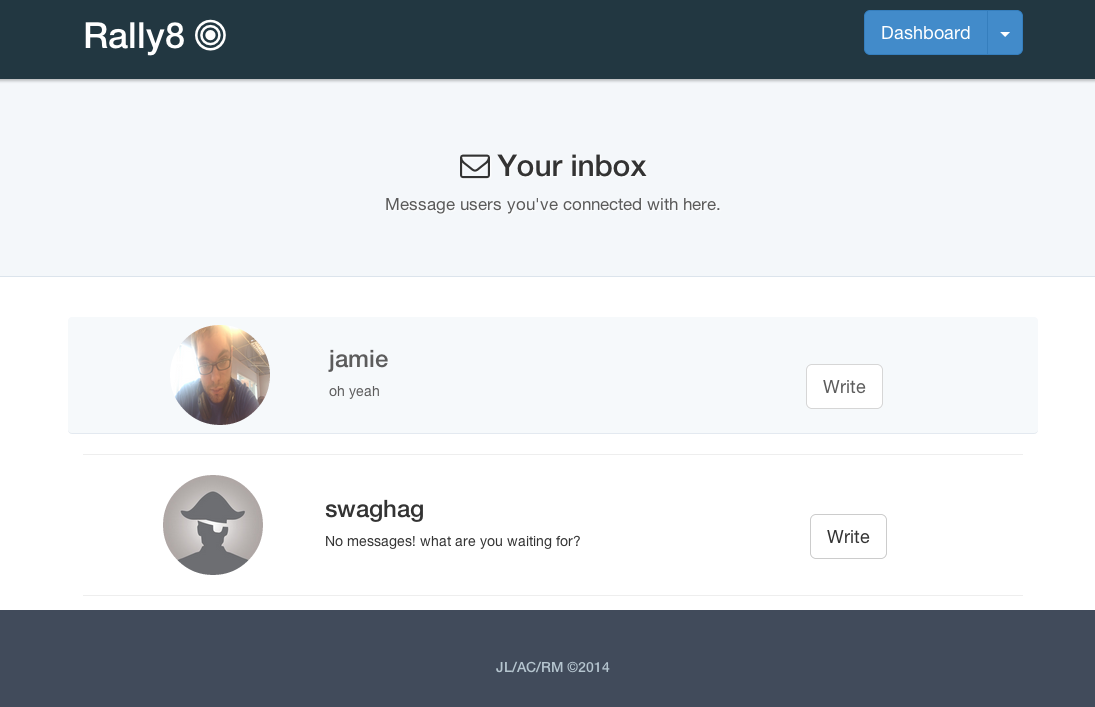 Rally8
Dashboard
Your inbox
Message users you've connected with here.
jamie
oh yeah
Write
swaghag
No messages! what are you waiting for?
Write
JL/AC/RM ©2014